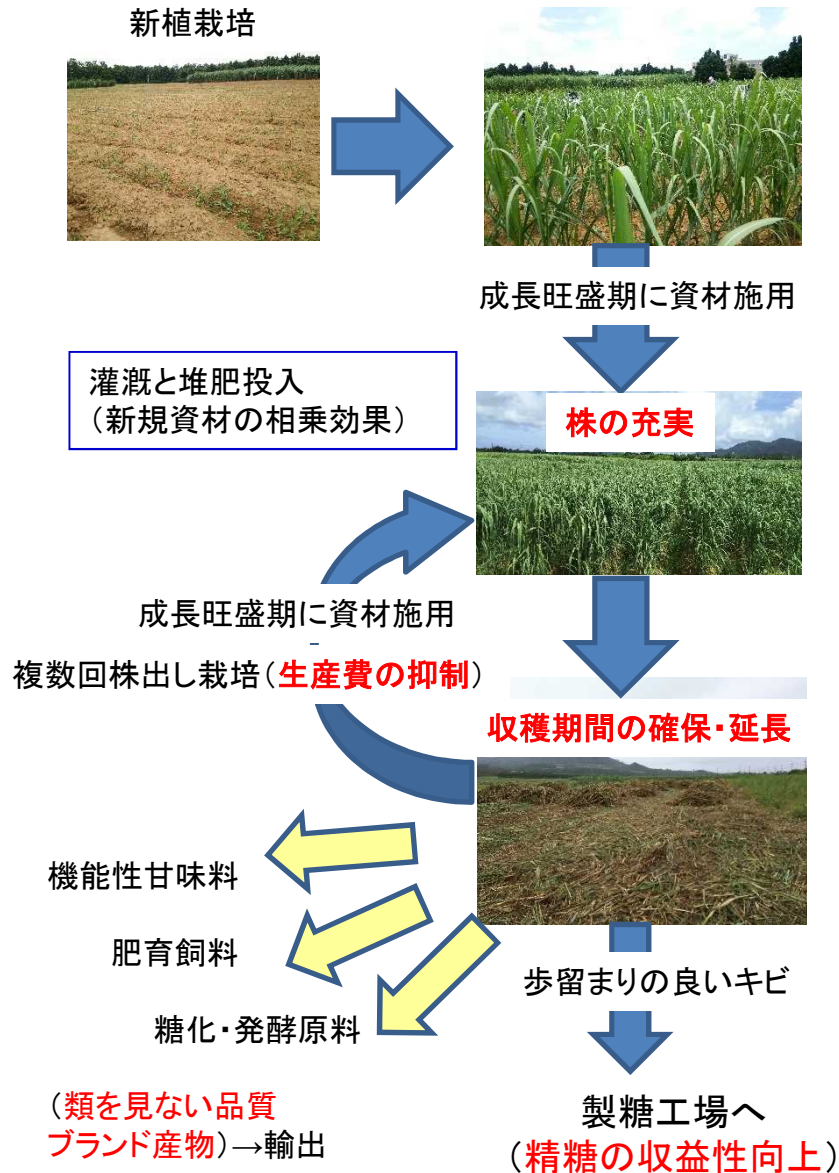 新植栽培
成長旺盛期に資材施用
灌漑と堆肥投入
（新規資材の相乗効果）
株の充実
成長旺盛期に資材施用
複数回株出し栽培（生産費の抑制）
収穫期間の確保・延長
機能性甘味料
肥育飼料
糖化・発酵原料
歩留まりの良いキビ
（類を見ない品質
ブランド産物）→輸出
製糖工場へ
（精糖の収益性向上）